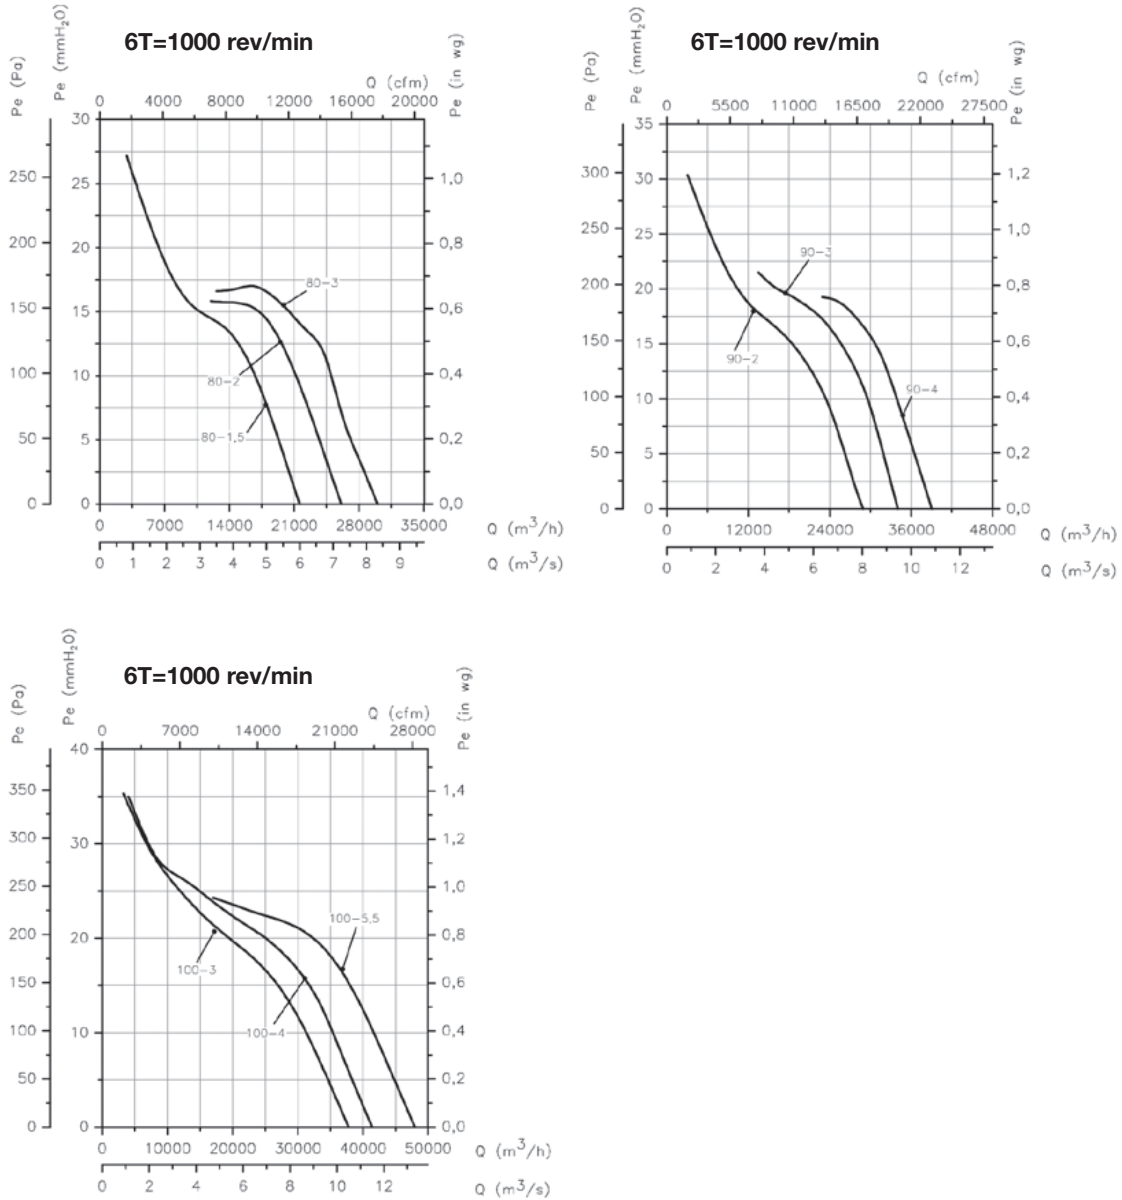 6T=1000 rev/min
Pe (Pa)
Pe (mmH2O)
Q (cfm)
Pe (in wg)
0 4000 8000 12000 16000 20000
30
25
20
15
10
5
0
250
200
150
100
50
0
1,0
0,8
0,6
0,4
0,2
0,0
80-3
80-2
80-1,5
0 7000 14000 21000 28000 35000
Q (m3/h)
0 1 2 3 4 5 6 7 8 9
Q (m3/s)
6T=1000 rev/min
Pe (Pa)
Pe (mmH2O)
Q (cfm)
Pe (in wg)
0 5500 11000 16500 22000 27500
35
30
25
20
15
10
5
0
300
250
200
150
100
50
0
1,2
1,0
0,8
0,6
0,4
0,2
0,0
90-3
90-2
90-4
0 12000 24000 36000 48000
Q (m3/h)
0 2 4 6 8 10 12
Q (m3/s)
6T=1000 rev/min
Pe (Pa)
Pe (mmH2O)
Q (cfm)
Pe (in wg)
0 7000 14000 21000 28000
40
30
20
10
0
350
300
250
200
150
100
50
0
1,4
1,2
1,0
0,8
0,6
0,4
0,2
0,0
100-5,5
100-3
100-4
0 10000 20000 30000 40000 50000
Q (m3/h)
0 2 4 6 8 10 12
Q (m3/s)